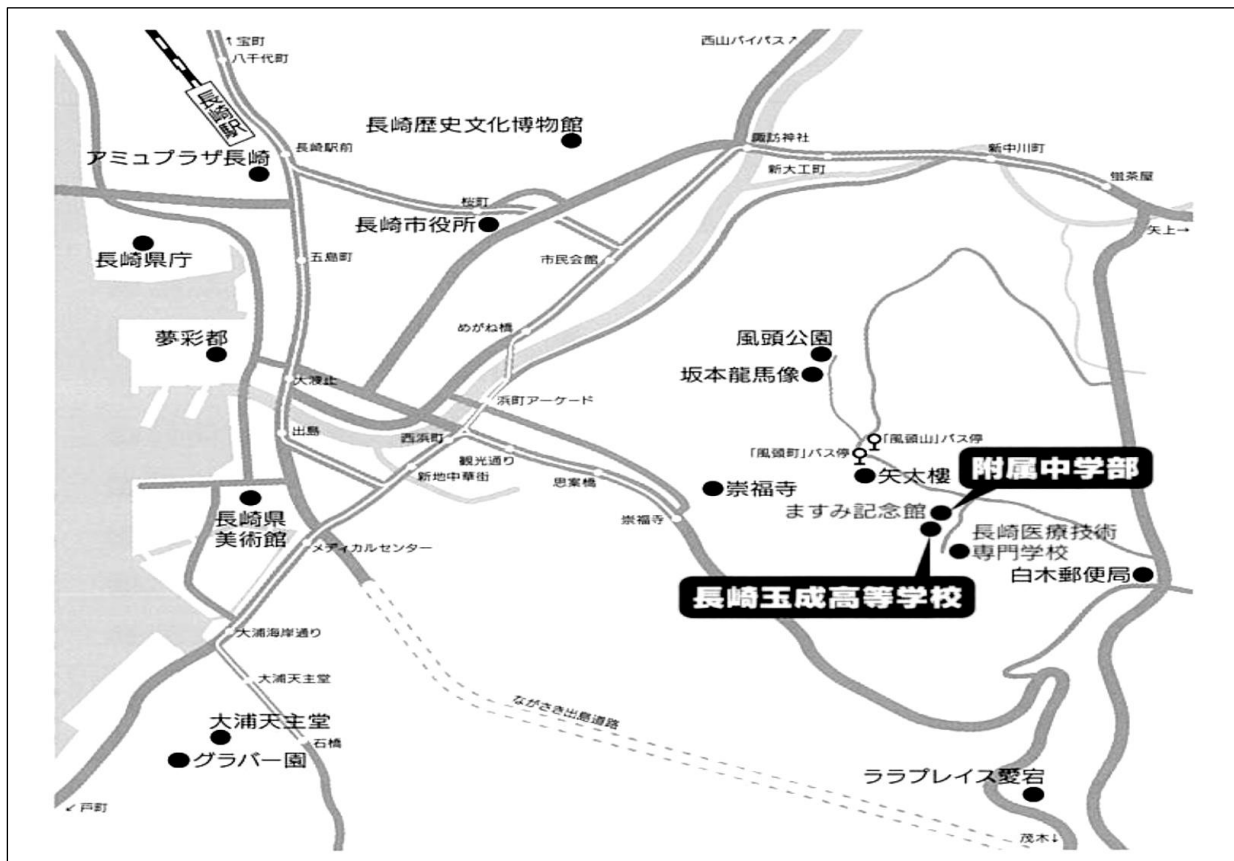 ↑宝町
八千代町
西山バイパス↗
長崎駅
長崎駅前
アミュプラザ長崎
長崎歴史文化博物館
諏訪神社
新大工町
新中川町
蛍茶屋
矢上→
桜町
長崎市役所
市民会館
長崎県庁
五島町
めがね橋
夢彩都
大波止
風頭公園
坂本龍馬像
浜町アーケード
出島
西浜町
観光通り
新地中華街
思案橋
崇福寺
崇福寺
「風頭山」バス停
「風頭町」バス停
矢太樓
附属中学部
ますみ記念館
長崎医療技術
専門学校
白木郵便局
長崎玉成高等学校
長崎県
美術館
メディカルセンター
大浦海岸通り
大浦天主堂
大浦天主堂
石橋
グラバー園
ながさき出島道路
ララプレイス愛宕
↙戸町
茂木↓